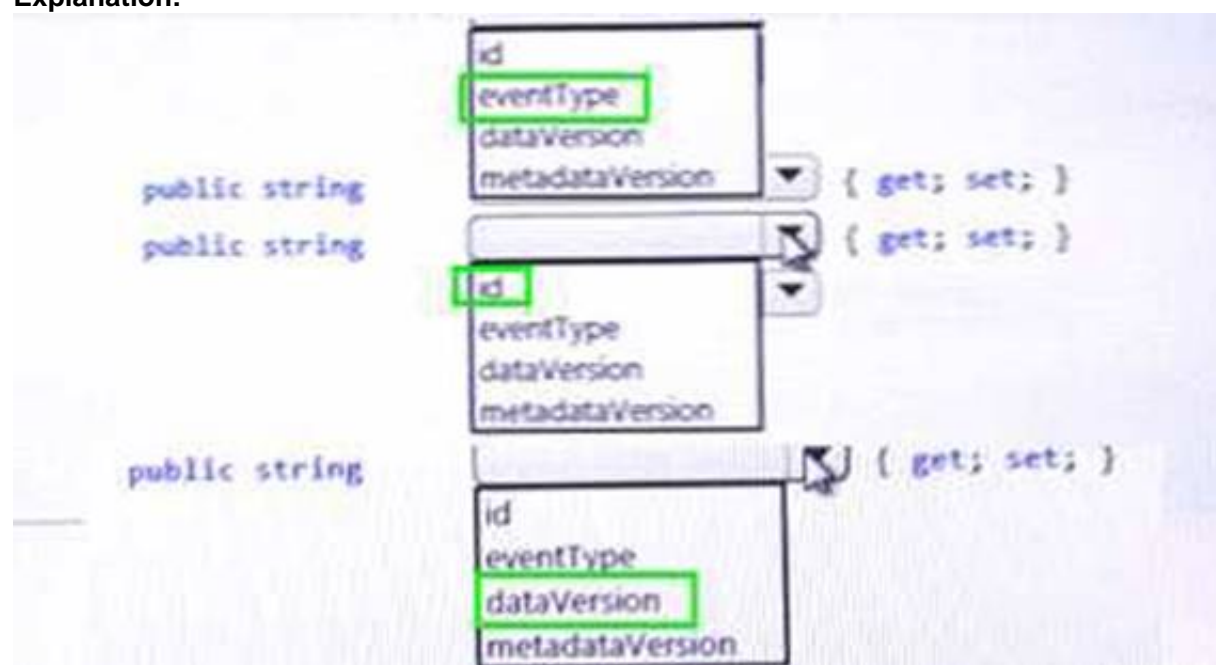 Explanation:
id
eventType
dataVersion
public string metadataVersion { get; set; }
public string { get; set; }
id
eventType
dataVersion
metadataVersion
public string { get; set; }
id
eventType
dataVersion
metadataVersion